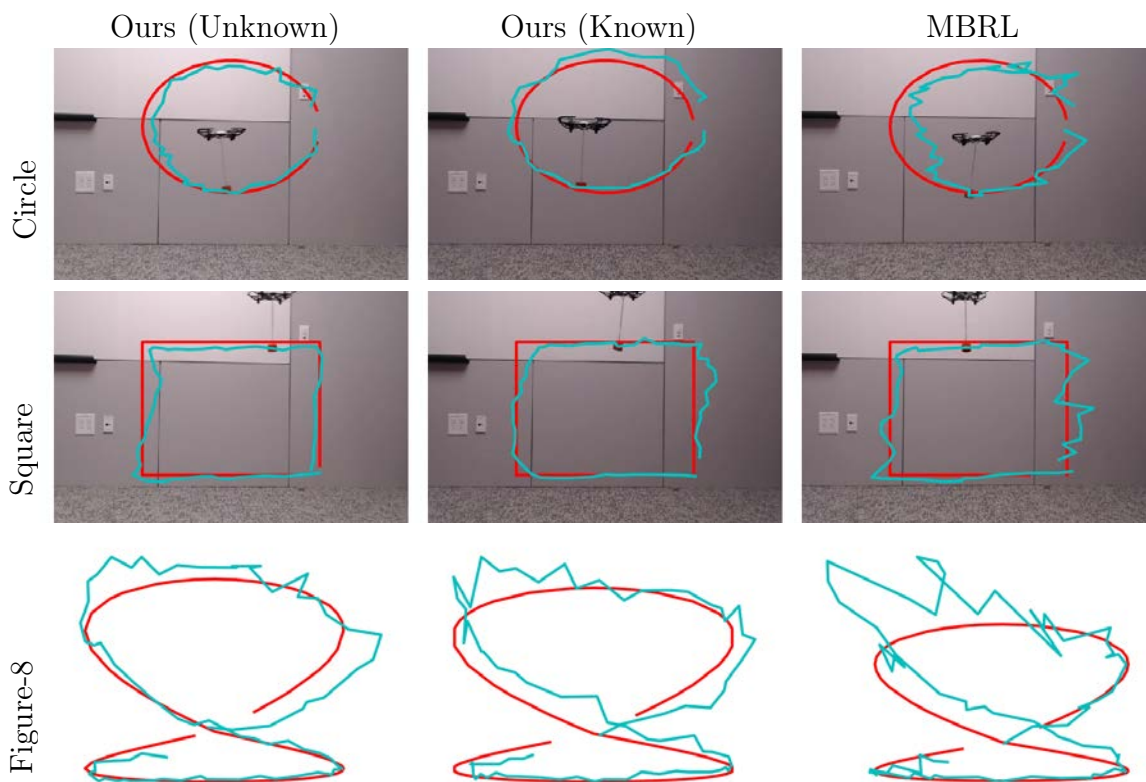 Ours (Unknown)
Ours (Known)
MBRL
Circle
Square
Figure-8